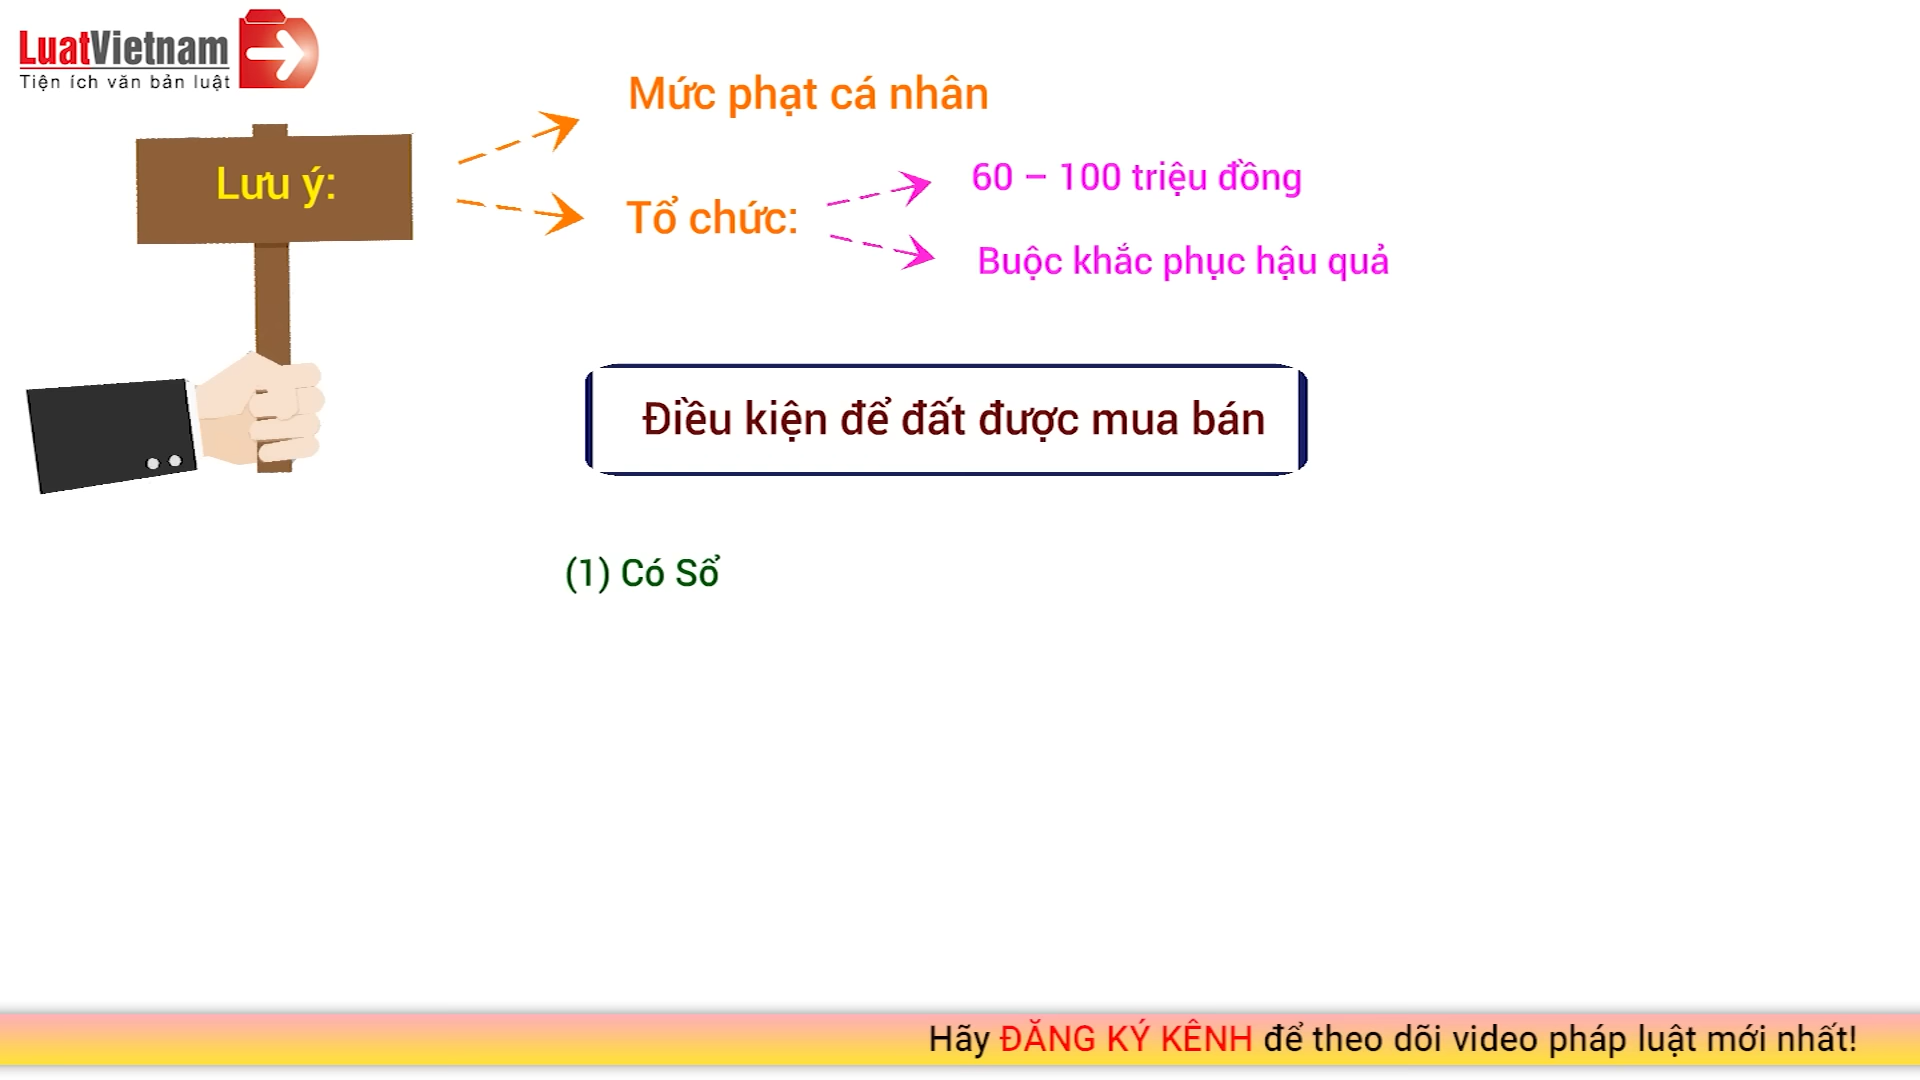 LuatVietnam
Tiện ích văn bản luật
Lưu ý:
Mức phạt cá nhân
Tổ chức:
60 – 100 triệu đồng
Buộc khắc phục hậu quả
Điều kiện để đất được mua bán
(1) Có Sổ
Hãy ĐĂNG KÝ KÊNH để theo dõi video pháp luật mới nhất!